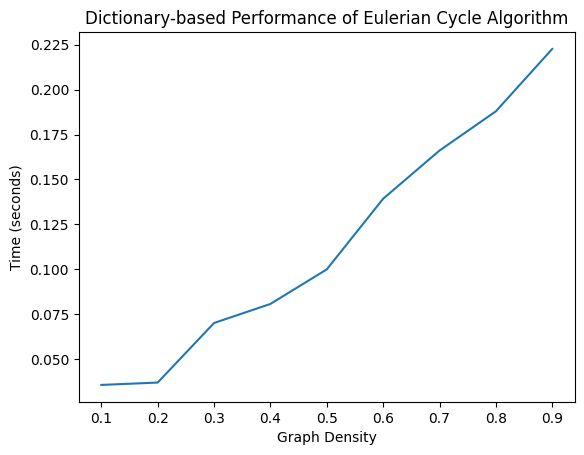 Dictionary-based Performance of Eulerian Cycle Algorithm
0.225
0.200
0.175
0.150
0.125
0.100
0.075
0.050
Time (seconds)
0.1 0.2 0.3 0.4 0.5 0.6 0.7 0.8 0.9
Graph Density